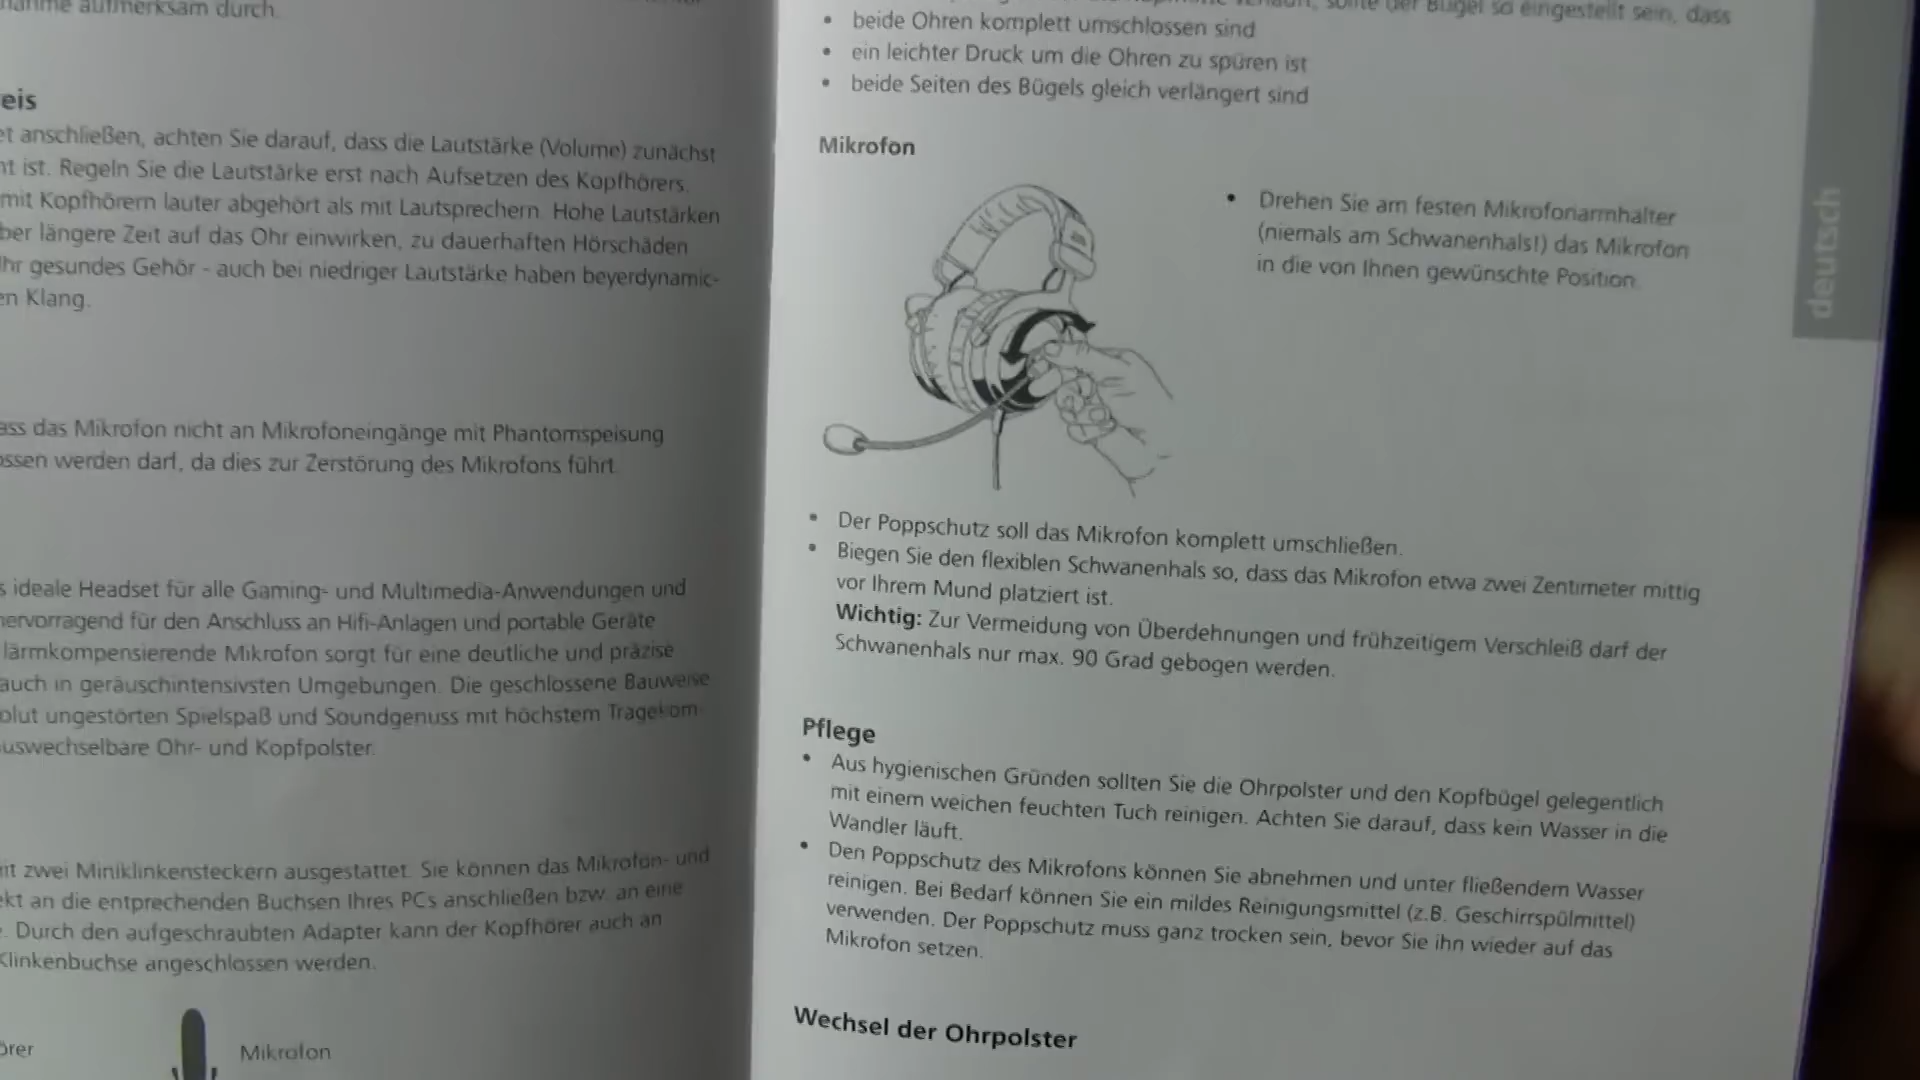 aufmerksam durch.
eis
anschließen, achten Sie darauf, dass die Lautstärke (Volume) zunächst
ist. Regeln Sie die Lautstärke erst nach Aufsetzen des Kopfhörers.
mit Kopfhörern lauter abgehört als mit Lautsprechern. Hohe Lautstärken
ber längere Zeit auf das Ohr einwirken, zu dauerhaften Hörschäden
Ihr gesundes Gehör - auch bei niedriger Lautstärke haben beyerdynamic-
en Klang.
ass das Mikrofon nicht an Mikrofoneingänge mit Phantomspeisung
ossen werden darf, da dies zur Zerstörung des Mikrofons führt.
s ideale Headset für alle Gaming- und Multimedia-Anwendungen und
hervorragend für den Anschluss an Hifi-Anlagen und portable Geräte
lärmkompensierende Mikrofon sorgt für eine deutliche und präzise
auch in geräuschintensivsten Umgebungen. Die geschlossene Bauweise
olut ungestörten Spielspaß und Soundgenuss mit höchstem Tragekom-
uswechselbare Ohr- und Kopfpolster.
it zwei Miniklinkensteckern ausgestattet. Sie können das Mikrofon- und
ekt an die entprechenden Buchsen Ihres PCs anschließen bzw. an eine
Durch den aufgeschraubten Adapter kann der Kopfhörer auch an
Klinkenbuchse angeschlossen werden.
örer
Mikrofon
sollte der Bügel so eingestellt sein, dass
• beide Ohren komplett umschlossen sind
• ein leichter Druck um die Ohren zu spüren ist
• beide Seiten des Bügels gleich verlängert sind
Mikrofon
• Drehen Sie am festen Mikrofonarmhalter
(niemals am Schwanenhals!) das Mikrofon
in die von Ihnen gewünschte Position.
• Der Poppschutz soll das Mikrofon komplett umschließen.
• Biegen Sie den flexiblen Schwanenhals so, dass das Mikrofon etwa zwei Zentimeter mittig
vor Ihrem Mund platziert ist.
Wichtig: Zur Vermeidung von Überdehnungen und frühzeitigem Verschleiß darf der
Schwanenhals nur max. 90 Grad gebogen werden.
Pflege
• Aus hygienischen Gründen sollten Sie die Ohrpolster und den Kopfbügel gelegentlich
mit einem weichen feuchten Tuch reinigen. Achten Sie darauf, dass kein Wasser in die
Wandler läuft.
• Den Poppschutz des Mikrofons können Sie abnehmen und unter fließendem Wasser
reinigen. Bei Bedarf können Sie ein mildes Reinigungsmittel (z.B. Geschirrspülmittel)
verwenden. Der Poppschutz muss ganz trocken sein, bevor Sie ihn wieder auf das
Mikrofon setzen.
Wechsel der Ohrpolster
deutsch